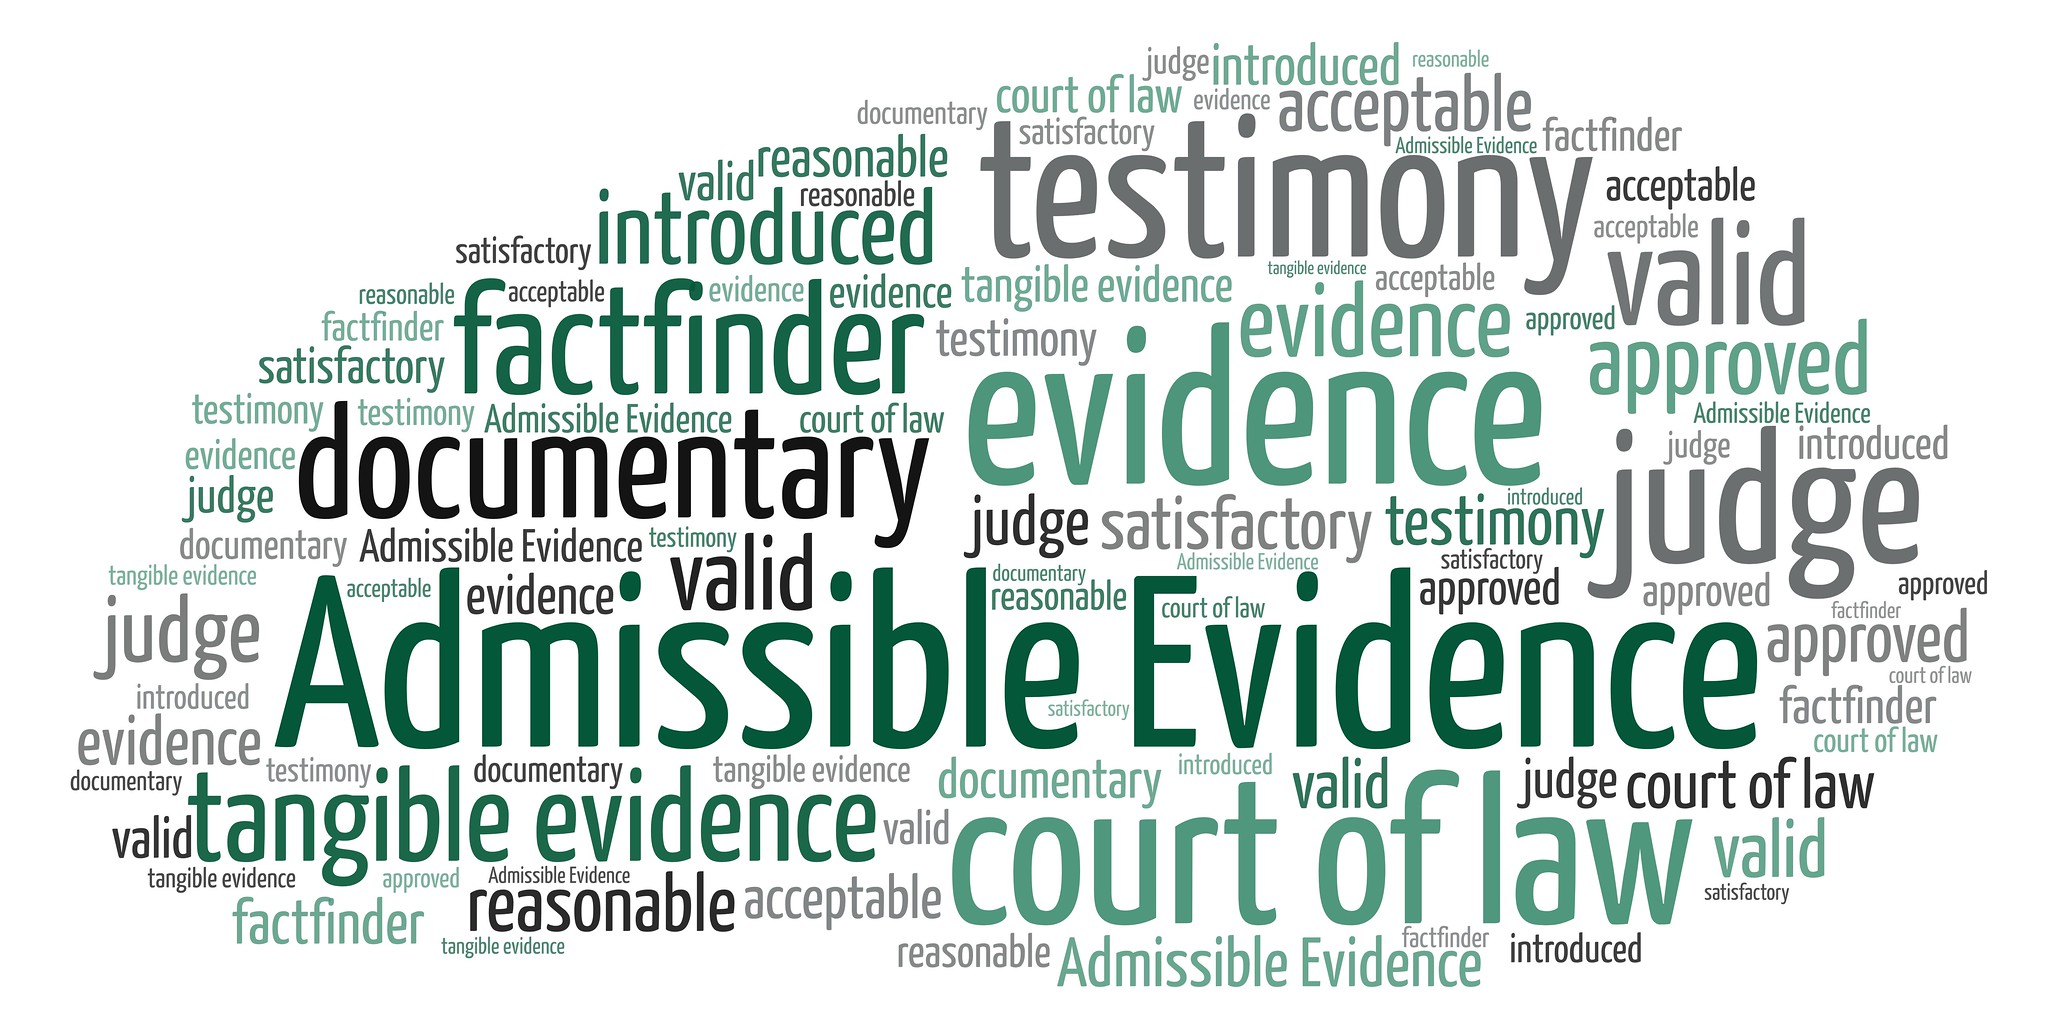 judge introduced reasonable
court of law evidence acceptable
documentary satisfactory Admissible Evidence factfinder
reasonable testimony
valid reasonable acceptable
introduced acceptable
satisfactory valid
reasonable acceptable evidence evidence tangible evidence tangible evidence acceptable
factfinder factfinder testimony evidence approved
satisfactory evidence approved
testimony testimony Admissible Evidence court of law Admissible Evidence
evidence documentary judge introduced
judge judge satisfactory testimony introduced judge
documentary Admissible Evidence testimony Admissible Evidence satisfactory
tangible evidence acceptable evidence valid documentary reasonable court of law approved approved approved
judge Admissible Evidence factfinder approved
introduced satisfactory court of law factfinder
evidence court of law
documentary testimony documentary tangible evidence documentary introduced valid judge court of law
valid tangible evidence valid court of law valid
tangible evidence approved Admissible Evidence satisfactory
factfinder reasonable acceptable
tangible evidence reasonable Admissible Evidence factfinder introduced